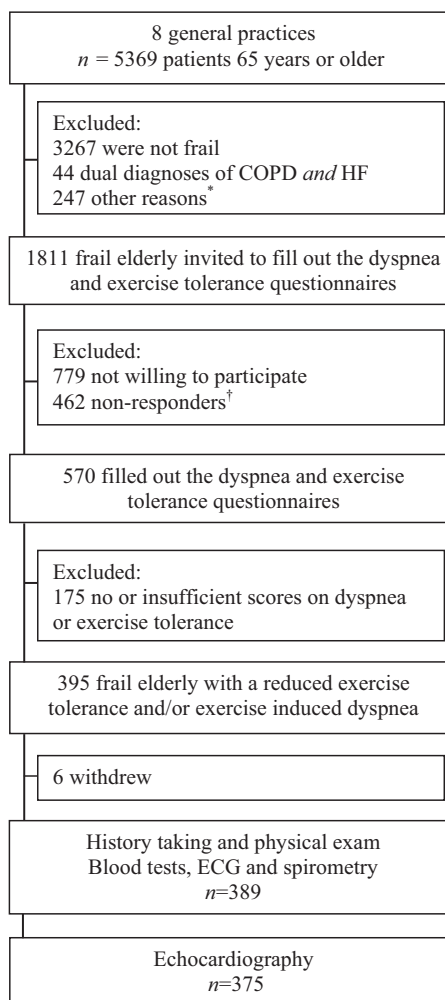 8 general practices
n = 5369 patients 65 years or older
Excluded:
3267 were not frail
44 dual diagnoses of COPD and HF
247 other reasons*
1811 frail elderly invited to fill out the dyspnea
and exercise tolerance questionnaires
Excluded:
779 not willing to participate
462 non-responders†
570 filled out the dyspnea and exercise
tolerance questionnaires
Excluded:
175 no or insufficient scores on dyspnea
or exercise tolerance
395 frail elderly with a reduced exercise
tolerance and/or exercise induced dyspnea
6 withdrew
History taking and physical exam
Blood tests, ECG and spirometry
n=389
Echocardiography
n=375